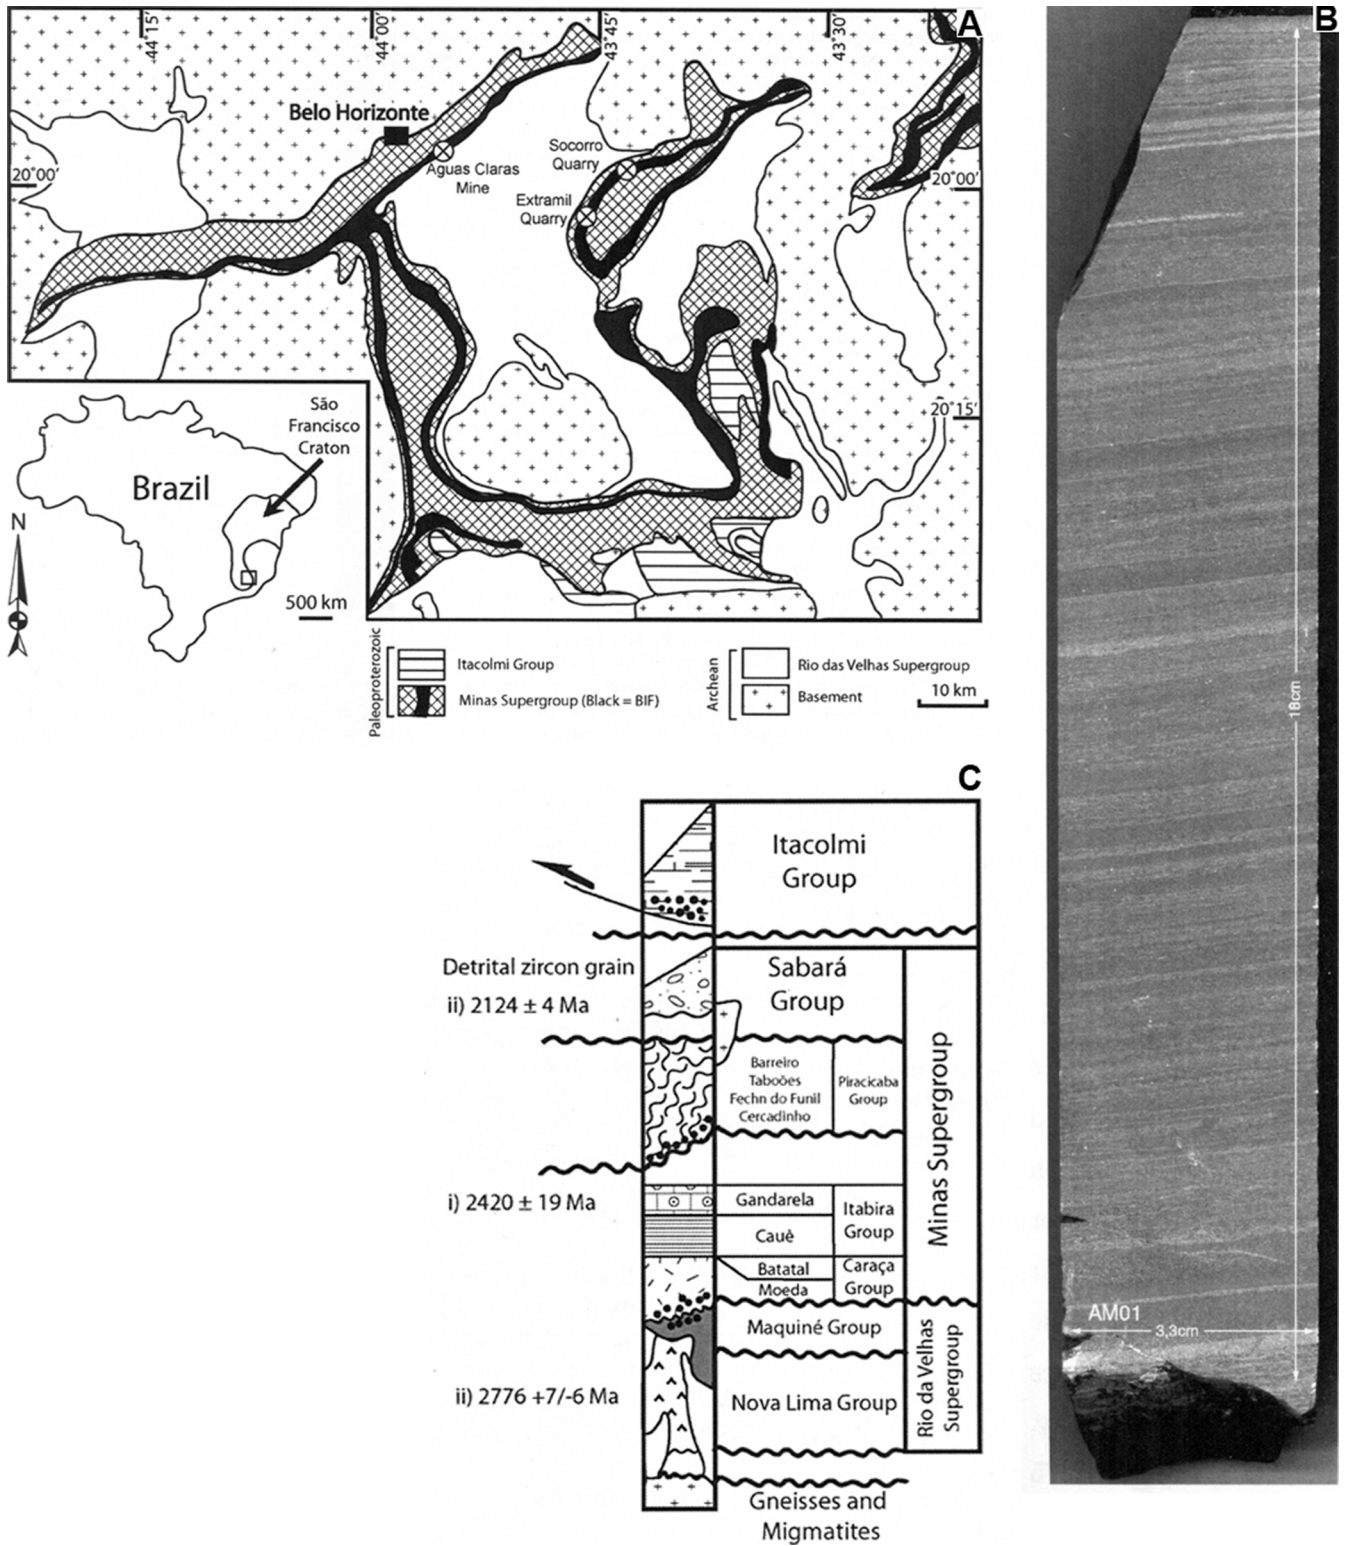 A
44°15'
44°00'
43°45'
43°30'
Belo Horizonte
Aguas Claras
Mine
Socorro
Quarry
Extramil
Quarry
20°00'
20°00'
20°15'
São
Francisco
Craton
Brazil
N
500 km
Paleoproterozoic
Itacolmi Group
Minas Supergroup (Black = BIF)
Archean
Rio das Velhas Supergroup
Basement
10 km
B
18cm
AM01
3,3cm
C
Itacolmi
Group
Detrital zircon grain
ii) 2124 ± 4 Ma
Sabará
Group
Barreiro
Taboões
Fechn do Funil
Cercadinho
Piracicaba
Group
Minas Supergroup
i) 2420 ± 19 Ma
Gandarela
Cauê
Itabira
Group
Batatal
Moeda
Caraça
Group
Maquiné Group
ii) 2776 +7/-6 Ma
Nova Lima Group
Rio da Velhas
Supergroup
Gneisses and
Migmatites